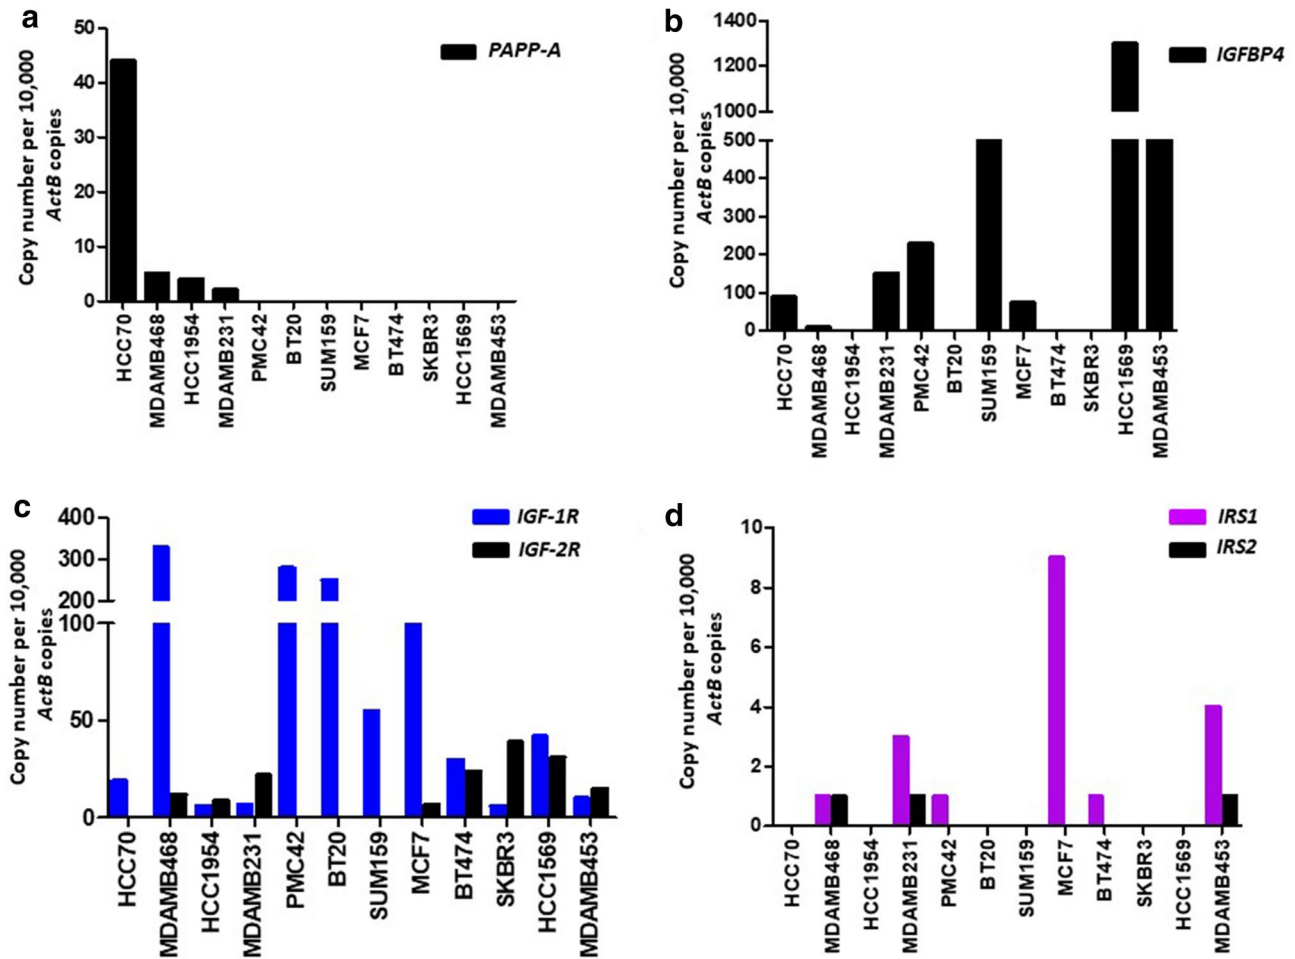 a
50
40
30
20
10
0
Copy number per 10,000
ActB copies
PAPP-A
HCC70
MDAMB468
HCC1954
MDAMB231
PMC42
BT20
SUM159
MCF7
BT474
SKBR3
HCC1569
MDAMB453
b
1400
1200
1000
500
400
300
200
100
0
Copy number per 10,000
ActB copies
IGFBP4
HCC70
MDAMB468
HCC1954
MDAMB231
PMC42
BT20
SUM159
MCF7
BT474
SKBR3
HCC1569
MDAMB453
c
400
300
200
100
50
0
Copy number per 10,000
ActB copies
IGF-1R
IGF-2R
HCC70
MDAMB468
HCC1954
MDAMB231
PMC42
BT20
SUM159
MCF7
BT474
SKBR3
HCC1569
MDAMB453
d
10
8
6
4
2
0
Copy number per 10,000
ActB copies
IRS1
IRS2
HCC70
MDAMB468
HCC1954
MDAMB231
PMC42
BT20
SUM159
MCF7
BT474
SKBR3
HCC1569
MDAMB453